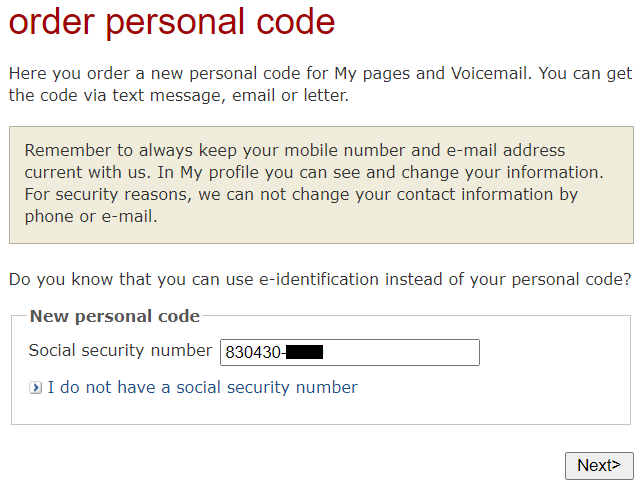 order personal code
Here you order a new personal code for My pages and Voicemail. You can get
the code via text message, email or letter.
Remember to always keep your mobile number and e-mail address
current with us. In My profile you can see and change your information.
For security reasons, we can not change your contact information by
phone or e-mail.
Do you know that you can use e-identification instead of your personal code?
New personal code
Social security number 830430-
I do not have a social security number
Next>